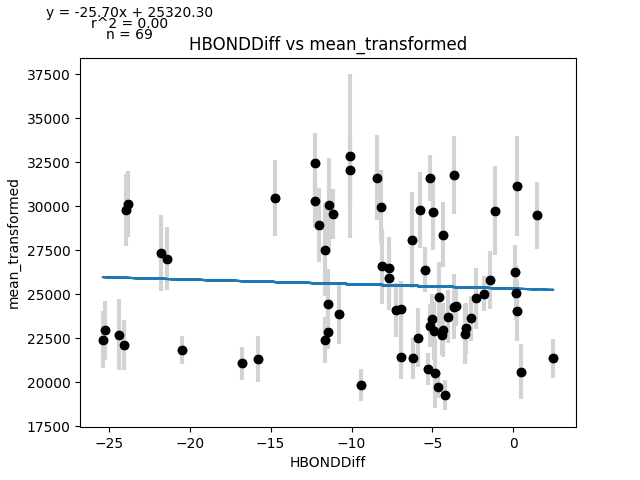 y = -25.70x + 25320.30
r^2 = 0.00
n = 69
HBONDDiff vs mean_transformed
37500
35000
32500
30000
27500
25000
22500
20000
17500
mean_transformed
−25
−20
−15
−10
−5
0
HBONDDiff